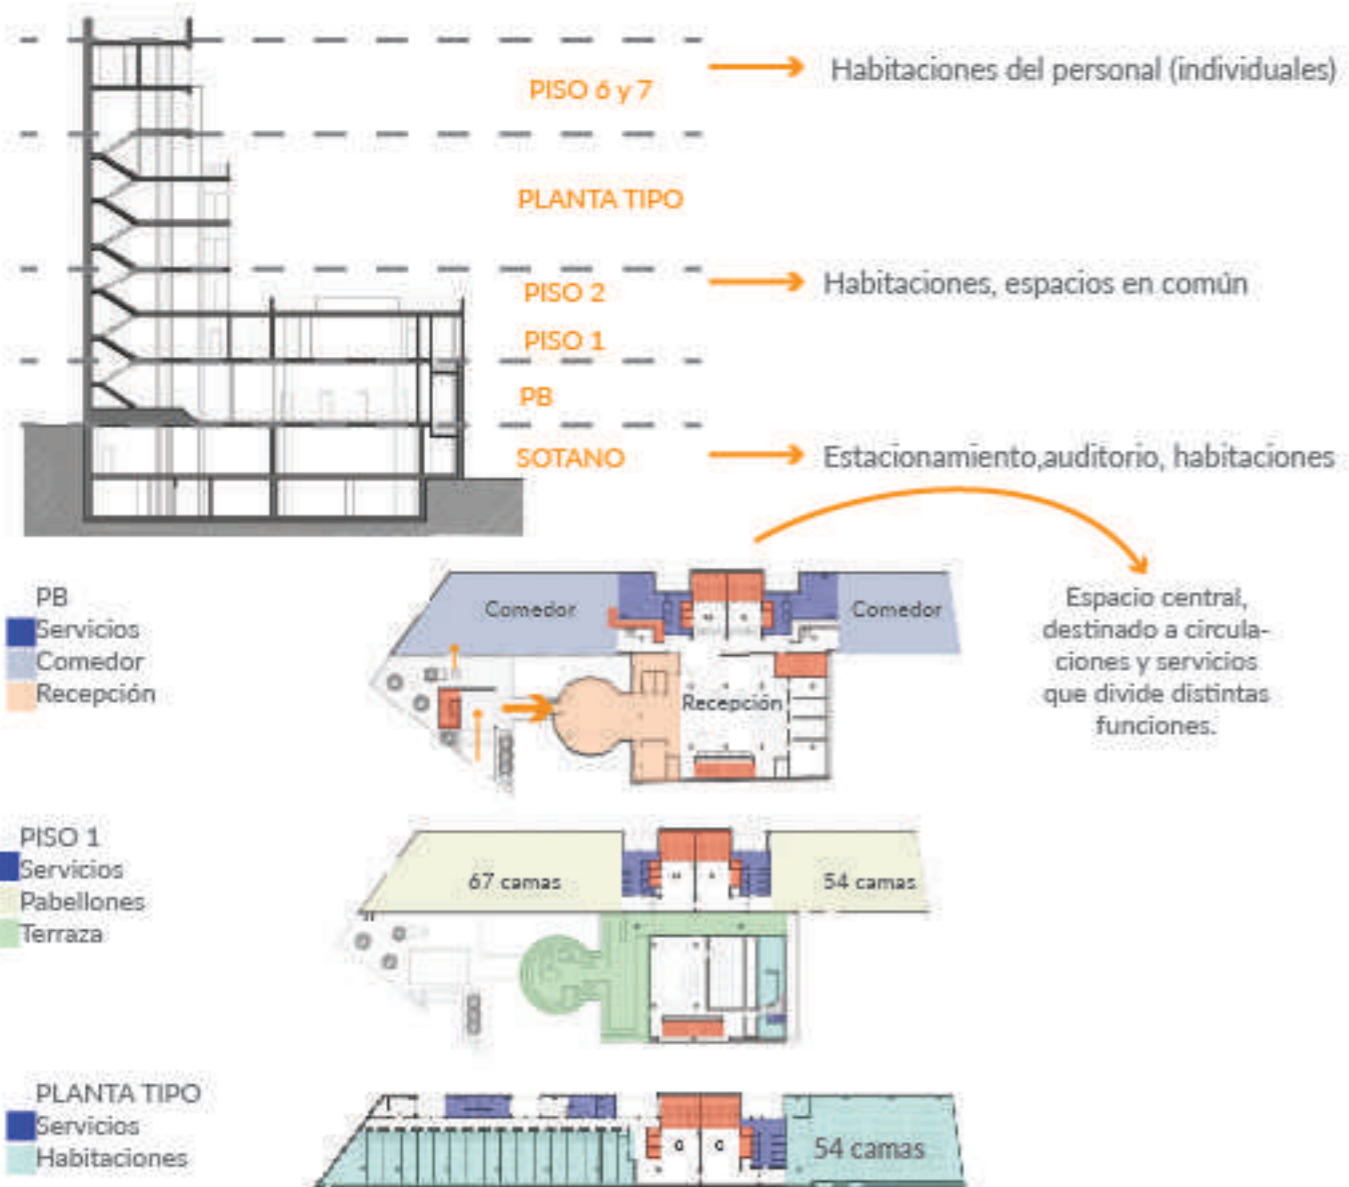 PISO 6 y 7
Habitaciones del personal (individuales)
PLANTA TIPO
PISO 2
Habitaciones, espacios en común
PISO 1
PB
SOTANO
Estacionamiento,auditorio, habitaciones
PB
Servicios
Comedor
Recepción
Comedor
Comedor
Recepción
Espacio central,
destinado a circula-
ciones y servicios
que divide distintas
funciones.
PISO 1
Servicios
Pabellones
Terraza
67 camas
54 camas
PLANTA TIPO
Servicios
Habitaciones
54 camas